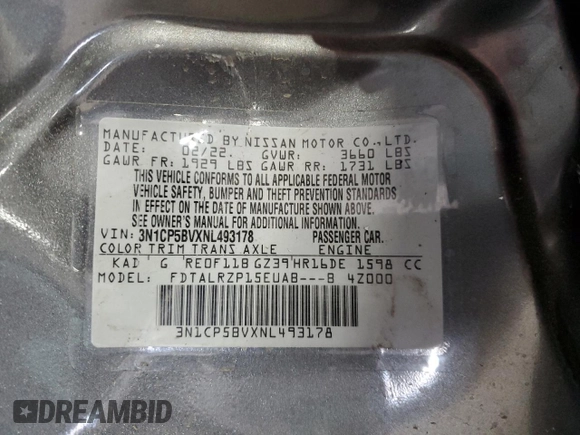 MANUFACTURED BY NISSAN MOTOR CO.,LTD.
DATE: 02/22. GVWR: 3660 LBS
GAWR FR: 1929 LBS GAWR RR: 1731 LBS
THIS VEHICLE CONFORMS TO ALL APPLICABLE FEDERAL MOTOR
VEHICLE SAFETY, BUMPER AND THEFT PREVENTION STANDARDS
IN EFFECT ON THE DATE OF MANUFACTURE SHOWN ABOVE.
SEE OWNER'S MANUAL FOR ADDITIONAL INFORMATION.
VIN: 3N1CP5BVXNL493178 PASSENGER CAR.
COLOR TRIM TRANS AXLE ENGINE
KAD G RE0F11B GZ39 HR16DE 1598 CC
MODEL: FDTALRZP15EUAB---B 4Z000
3N1CP5BVXNL493178
DREAMBID